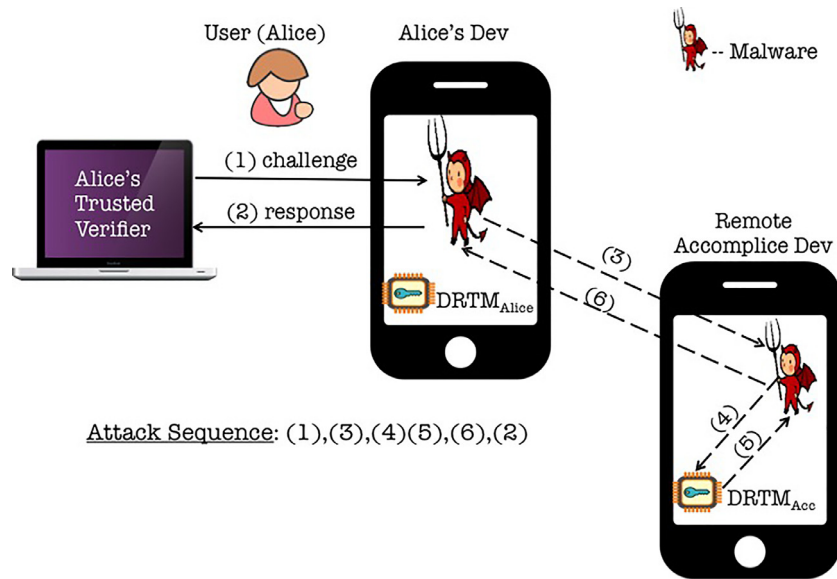 User (Alice)
Alice's Dev
-- Malware
Alice's
Trusted
Verifier
(1) challenge
(2) response
DRTMAlice
(3)
(6)
Remote
Accomplice Dev
(4)
(5)
DRTMAcc
Attack Sequence: (1),(3),(4)(5),(6),(2)